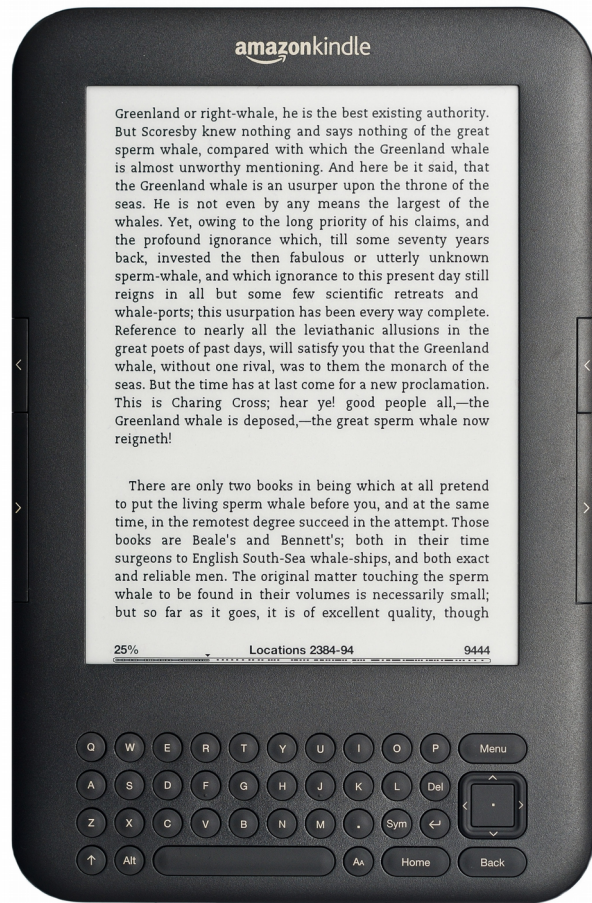 amazonkindle
Greenland or right-whale, he is the best existing authority.
But Scoresby knew nothing and says nothing of the great
sperm whale, compared with which the Greenland whale
is almost unworthy mentioning. And here be it said, that
the Greenland whale is an usurper upon the throne of the
seas. He is not even by any means the largest of the
whales. Yet, owing to the long priority of his claims, and
the profound ignorance which, till some seventy years
back, invested the then fabulous or utterly unknown
sperm-whale, and which ignorance to this present day still
reigns in all but some few scientific retreats and
whale-ports; this usurpation has been every way complete.
Reference to nearly all the leviathanic allusions in the
great poets of past days, will satisfy you that the Greenland
whale, without one rival, was to them the monarch of the
seas. But the time has at last come for a new proclamation.
This is Charing Cross; hear ye! good people all,—the
Greenland whale is deposed,—the great sperm whale now
reigneth!
There are only two books in being which at all pretend
to put the living sperm whale before you, and at the same
time, in the remotest degree succeed in the attempt. Those
books are Beale's and Bennett's; both in their time
surgeons to English South-Sea whale-ships, and both exact
and reliable men. The original matter touching the sperm
whale to be found in their volumes is necessarily small;
but so far as it goes, it is of excellent quality, though
25% Locations 2384-94 9444
Q W E R T Y U I O P Menu
A S D F G H J K L Del
Z X C V B N M . Sym
Alt AA Home Back